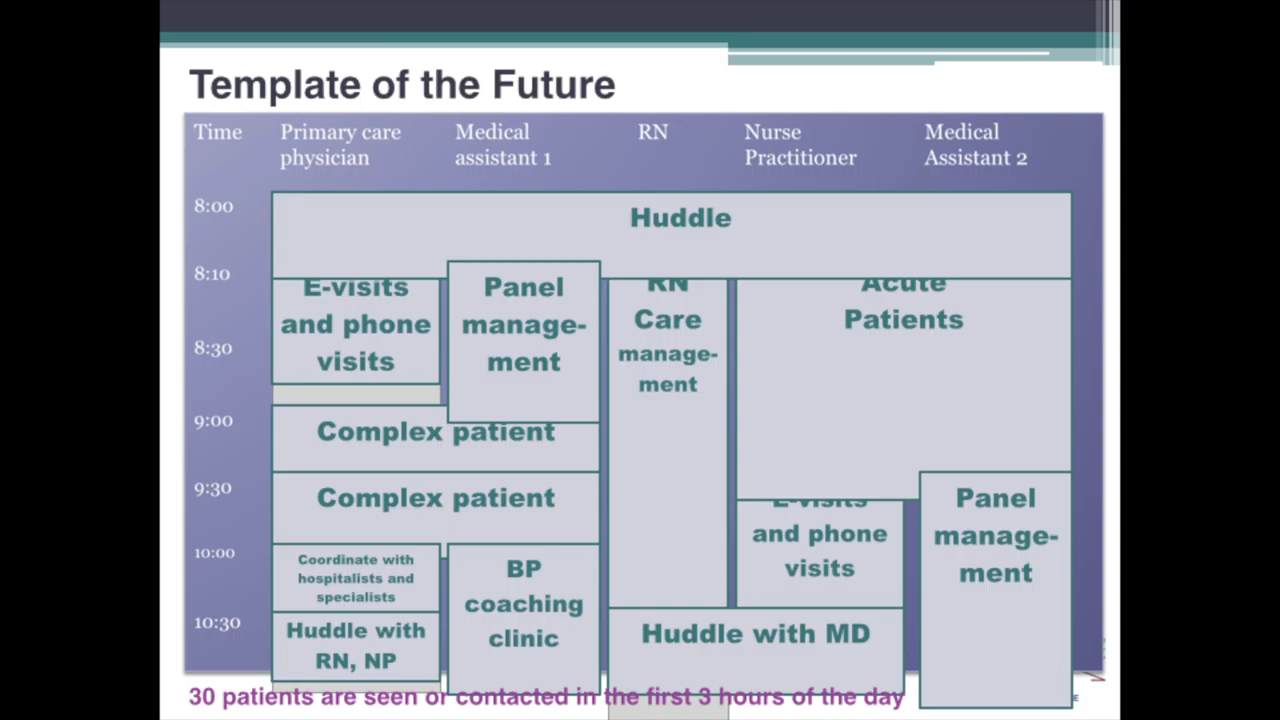 Template of the Future
Time
Primary care
physician
Medical
assistant 1
RN
Nurse
Practitioner
Medical
Assistant 2
8:00
Huddle
8:10
E-visits
and phone
visits
Panel
manage-
ment
RN
Care
manage-
ment
Acute
Patients
8:30
9:00
Complex patient
9:30
Complex patient
E-visits
and phone
visits
Panel
manage-
ment
10:00
Coordinate with
hospitalists and
specialists
BP
coaching
clinic
10:30
Huddle with
RN, NP
Huddle with MD
30 patients are seen or contacted in the first 3 hours of the day